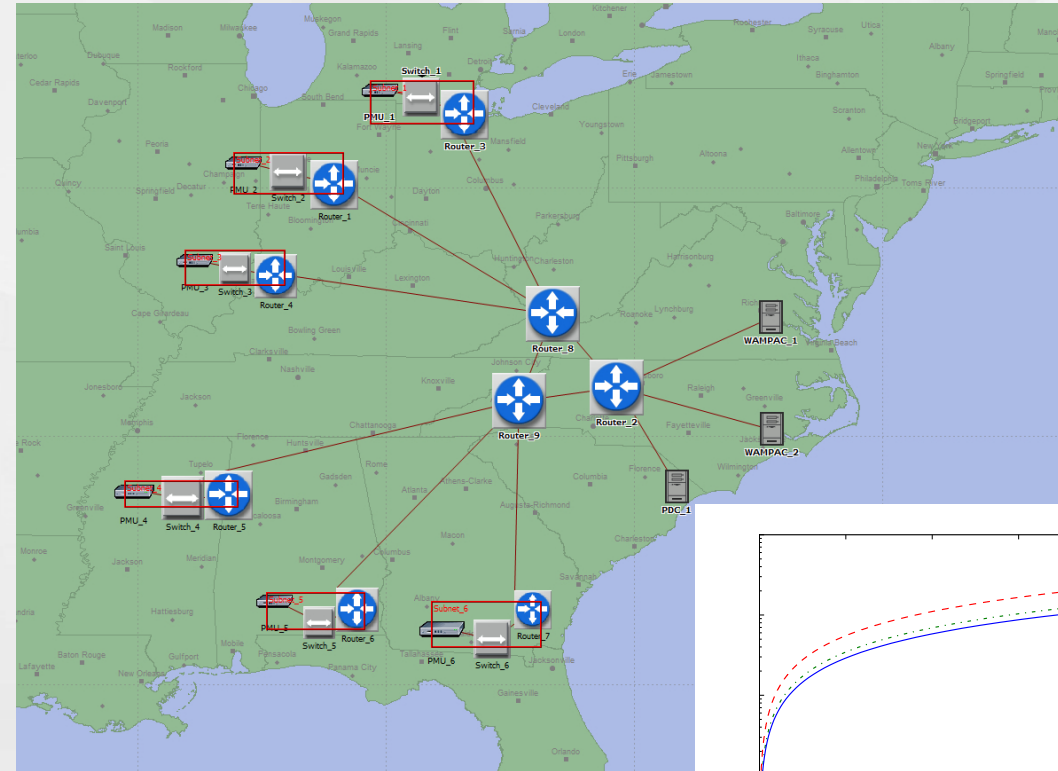 Kitchener
Madison
Milwaukee
Muskegon
Grand Rapids
Flint
Sarnia
London
Rochester
Syracuse
Utica
Lansing
Albany
Dubuque
Rockford
Kalamazoo
Detroit
Switch_1
Ithaca
Binghamton
Erie
Jamestown
Springfield
Cedar Rapids
Chicago
South Bend
Subnet_1
Davenport
PMU_1
Fort Wayne
Cleveland
Scranton
Bridgeport
Router_3
Mansfield
Youngstown
Peoria
Pittsburgh
Altoona
Allentown
New York
Quincy
Springfield
Decatur
PMU_2
Switch_2
Columbus
Philadelphia
Toms River
Dayton
Terre Haute
Router_1
Bloomington
Cincinnati
Parkersburg
Baltimore
Saint Louis
Subnet_3
PMU_3
Switch_3
Louisville
Lexington
Huntington
Charleston
Harrisonburg
Router_4
Cape Girardeau
Roanoke
Lynchburg
Bowling Green
WAMPAC_1
Virginia Beach
Router_8
Clarksville
Nashville
Johnson City
Knoxville
Raleigh
Greenville
Jonesboro
Jackson
Memphis
Router_2
Fayetteville
Chattanooga
Router_9
Florence
Huntsville
WAMPAC_2
Wilmington
Tupelo
Rome
Gadsden
Athens-Clarke
Columbia
Florence
Subnet_4
Greenville
Atlanta
Birmingham
Augusta-Richmond
PDC_1
PMU_4
Switch_4
Router_5
Macon
Charleston
Monroe
Jackson
Meridian
Montgomery
Columbus
Savannah
Albany
Subnet_5
Subnet_6
Hattiesburg
PMU_5
Switch_5
Router_6
Router_7
Mobile
Pensacola
Tallahassee
PMU_6
Switch_6
Jacksonville
Lafayette
Baton Rouge
Gulfport
Panama City
New Orleans
Gainesville
Orlando